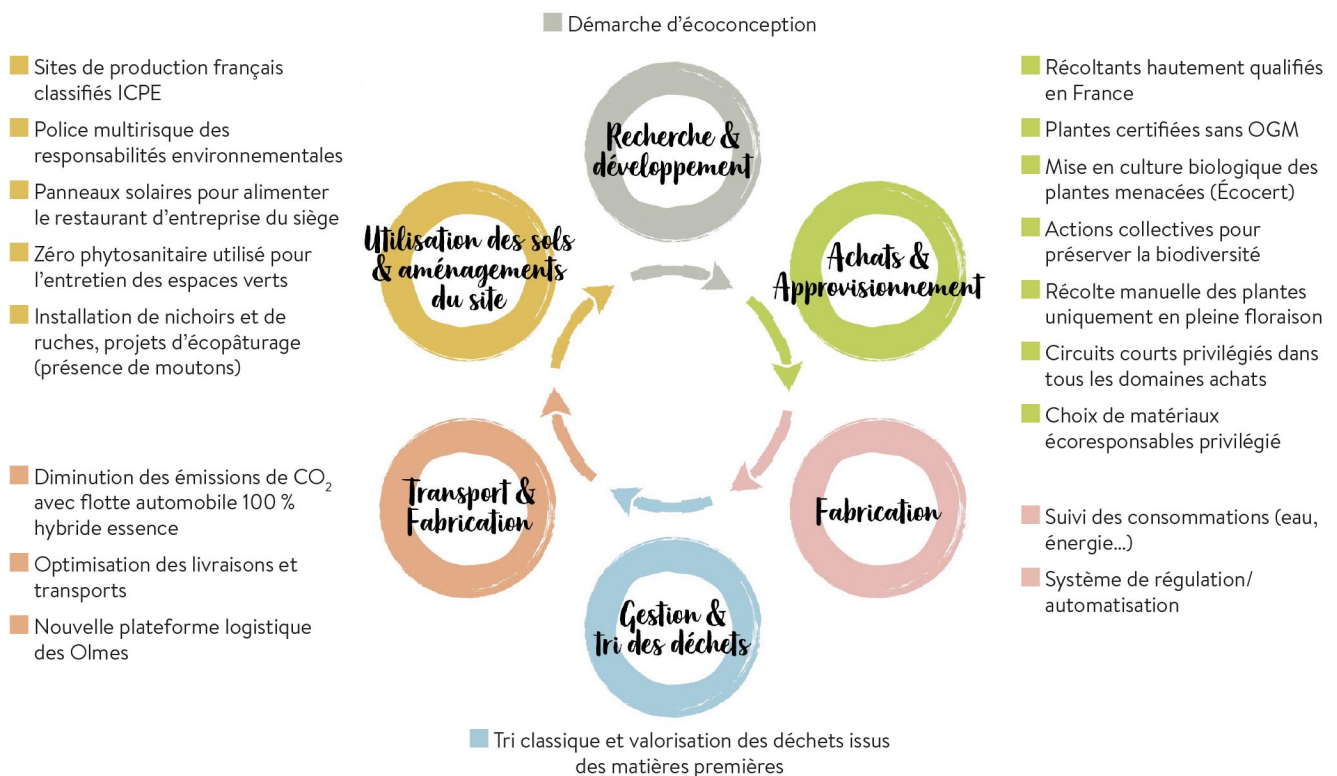 Démarche d'écoconception
Sites de production français
classifiés ICPE
Police multirisque des
responsabilités environnementales
Panneaux solaires pour alimenter
le restaurant d'entreprise du siège
Zéro phytosanitaire utilisé pour
l'entretien des espaces verts
Installation de nichoirs et de
ruches, projets d'écopâturage
(présence de moutons)
Diminution des émissions de CO₂
avec flotte automobile 100 %
hybride essence
Optimisation des livraisons et
transports
Nouvelle plateforme logistique
des Olmes
Recherche &
développement
Utilisation des sols
& aménagements
du site
Achats &
Approvisionnement
Transport &
Fabrication
Fabrication
Gestion &
tri des déchets
Récoltants hautement qualifiés
en France
Plantes certifiées sans OGM
Mise en culture biologique des
plantes menacées (Écocert)
Actions collectives pour
préserver la biodiversité
Récolte manuelle des plantes
uniquement en pleine floraison
Circuits courts privilégiés dans
tous les domaines achats
Choix de matériaux
écoresponsables privilégié
Suivi des consommations (eau,
énergie...)
Système de régulation/
automatisation
Tri classique et valorisation des déchets issus
des matières premières